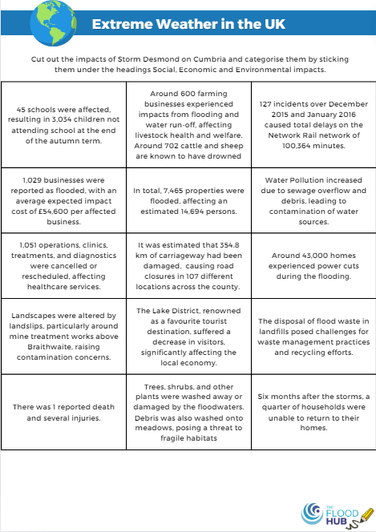 Extreme Weather in the UK
Cut out the impacts of Storm Desmond on Cumbria and categorise them by sticking
them under the headings Social, Economic and Environmental impacts.
45 schools were affected,
resulting in 3,034 children not
attending school at the end
of the autumn term.
Around 600 farming
businesses experienced
impacts from flooding and
water run-off, affecting
livestock health and welfare.
Around 702 cattle and sheep
are known to have drowned
127 incidents over December
2015 and January 2016
caused total delays on the
Network Rail network of
100,364 minutes.
1,029 businesses were
reported as flooded, with an
average expected impact
cost of £54,600 per affected
business.
In total, 7,465 properties were
flooded, affecting an
estimated 14,694 persons.
Water Pollution increased
due to sewage overflow and
debris, leading to
contamination of water
sources.
1,051 operations, clinics,
treatments, and diagnostics
were cancelled or
rescheduled, affecting
healthcare services.
It was estimated that 354.8
km of carriageway had been
damaged, causing road
closures in 107 different
locations across the county.
Around 43,000 homes
experienced power cuts
during the flooding.
Landscapes were altered by
landslips, particularly around
mine treatment works above
Braithwaite, raising
contamination concerns.
The Lake District, renowned
as a favourite tourist
destination, suffered a
decrease in visitors,
significantly affecting the
local economy.
The disposal of flood waste in
landfills posed challenges for
waste management practices
and recycling efforts.
There was 1 reported death
and several injuries.
Trees, shrubs, and other
plants were washed away or
damaged by the floodwaters.
Debris was also washed onto
meadows, posing a threat to
fragile habitats
Six months after the storms, a
quarter of households were
unable to return to their
homes.
THE
FLOOD
HUB